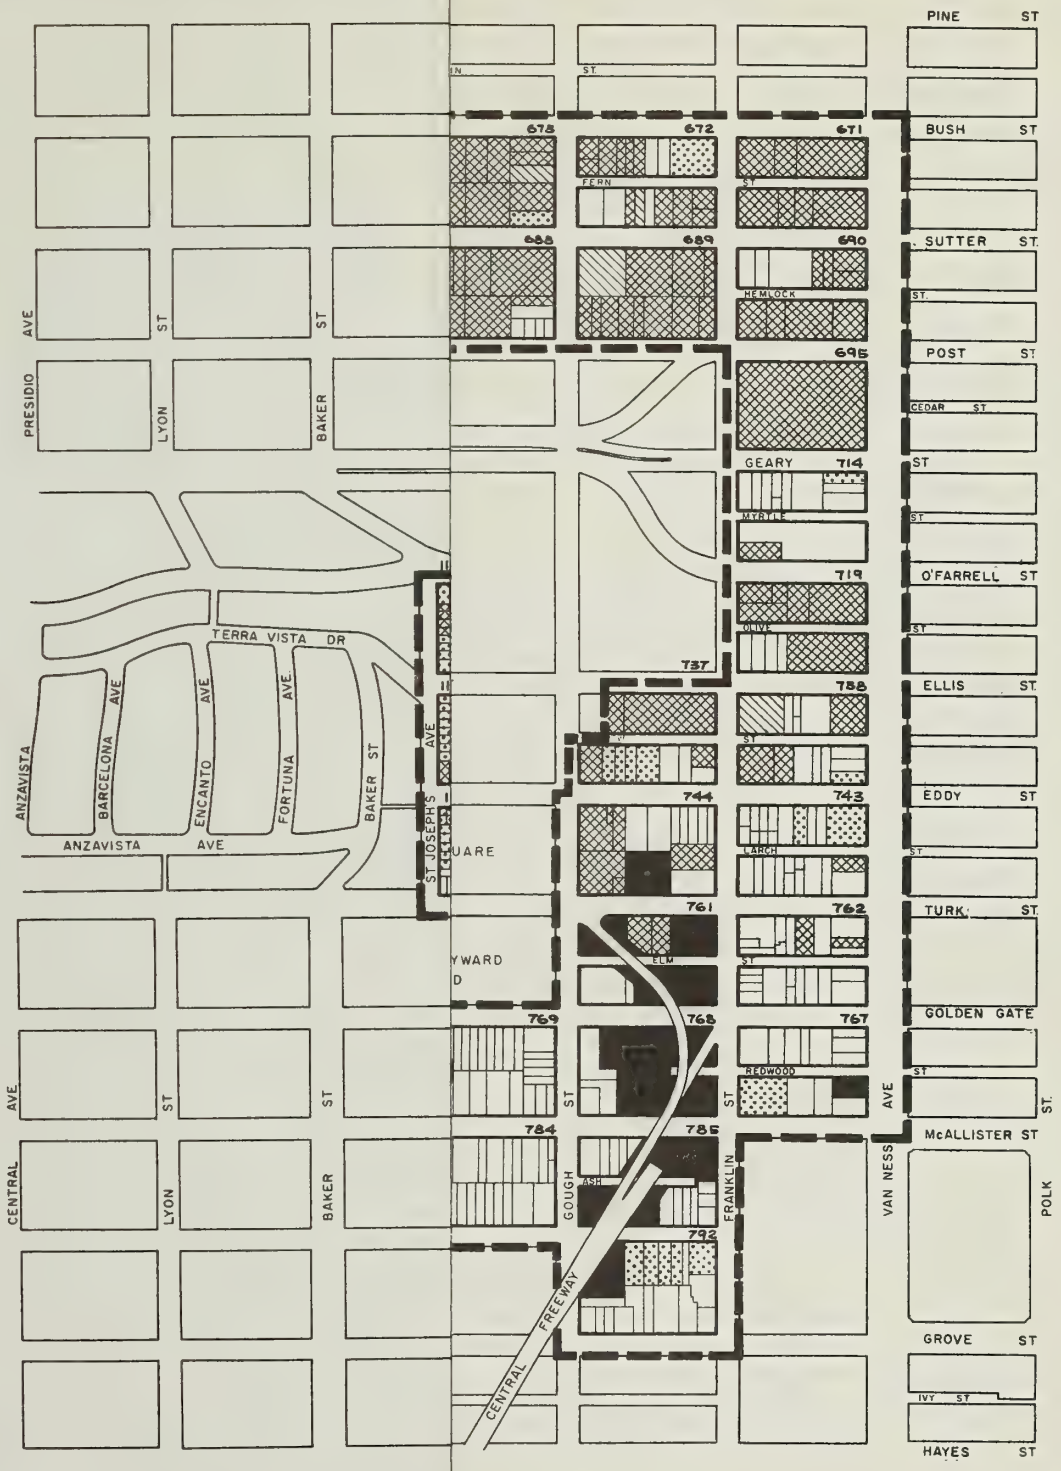 PINE ST
IN ST.
673 672 671
BUSH ST
FERN ST
688 689 690
SUTTER ST.
HEMLOCK ST.
AVE ST ST
695
POST ST
PRESIDIO
LYON
BAKER
CEDAR ST
GEARY 714 ST
MYRTLE ST
719
O'FARRELL ST
TERRA VISTA DR
OLIVE ST
737
738
ELLIS ST.
ST
ANZAVISTA
BARCELONA AVE
ENCANTO AVE
FORTUNA AVE.
BAKER ST
ST JOSEPH'S AVE
744 743
EDDY ST
ANZAVISTA AVE
UARE
LARCH ST
761 762
TURK ST.
YWARD
D
ELM ST
GOLDEN GATE
769 768 767
REDWOOD ST
AVE ST ST ST ST AVE ST.
784 785
McALLISTER ST
ASH
CENTRAL
LYON
BAKER
GOUGH
FRANKLIN
VAN NESS
POLK
792
CENTRAL FREEWAY
GROVE ST
IVY ST
HAYES ST